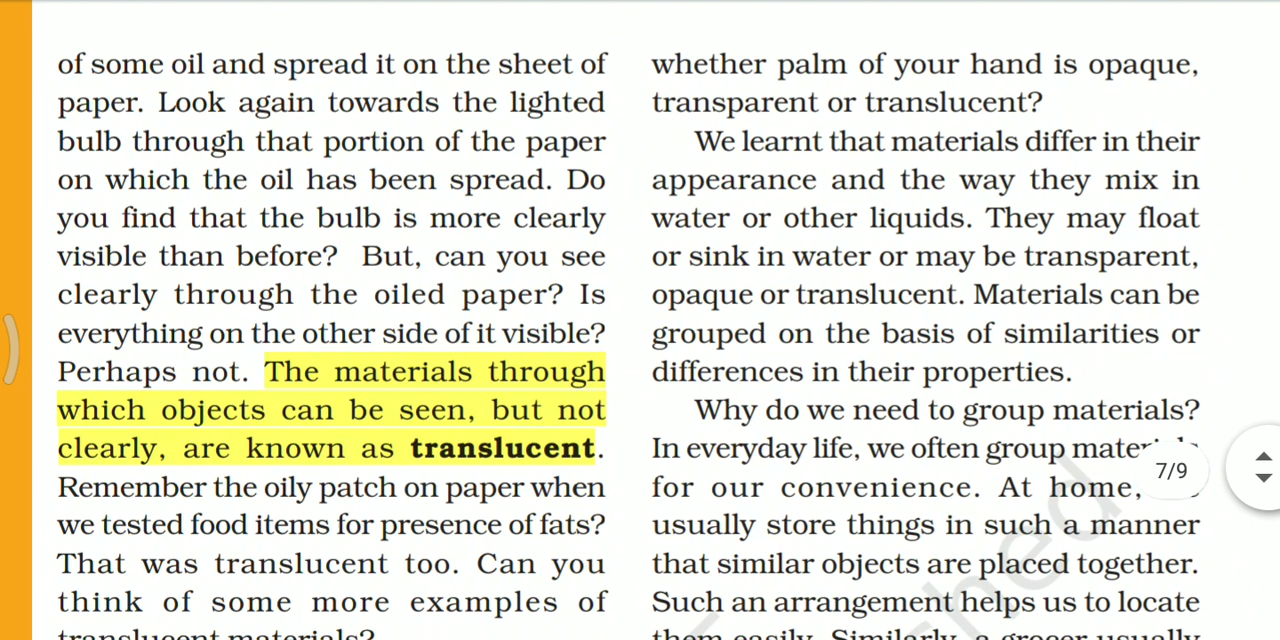 of some oil and spread it on the sheet of
paper. Look again towards the lighted
bulb through that portion of the paper
on which the oil has been spread. Do
you find that the bulb is more clearly
visible than before? But, can you see
clearly through the oiled paper? Is
everything on the other side of it visible?
Perhaps not. The materials through
which objects can be seen, but not
clearly, are known as translucent.
Remember the oily patch on paper when
we tested food items for presence of fats?
That was translucent too. Can you
think of some more examples of
translucent materials?
whether palm of your hand is opaque,
transparent or translucent?
We learnt that materials differ in their
appearance and the way they mix in
water or other liquids. They may float
or sink in water or may be transparent,
opaque or translucent. Materials can be
grouped on the basis of similarities or
differences in their properties.
Why do we need to group materials?
In everyday life, we often group
for our convenience. At home,
usually store things in such a manner
that similar objects are placed together.
Such an arrangement helps us to locate
them easily. Similarly, a grocer usually
7/9